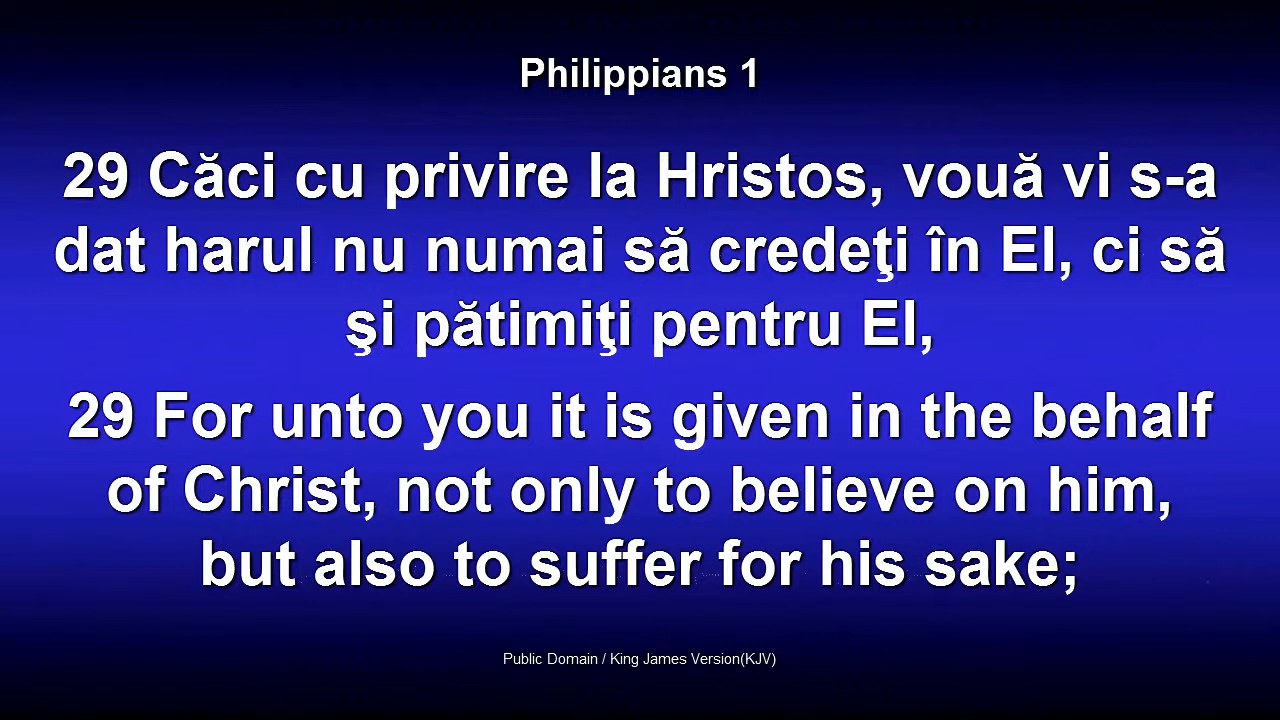 Philippians 1
29 Căci cu privire la Hristos, vouă vi s-a
dat harul nu numai să credeţi în El, ci să
şi pătimiţi pentru El,
29 For unto you it is given in the behalf
of Christ, not only to believe on him,
but also to suffer for his sake;
Public Domain / King James Version(KJV)